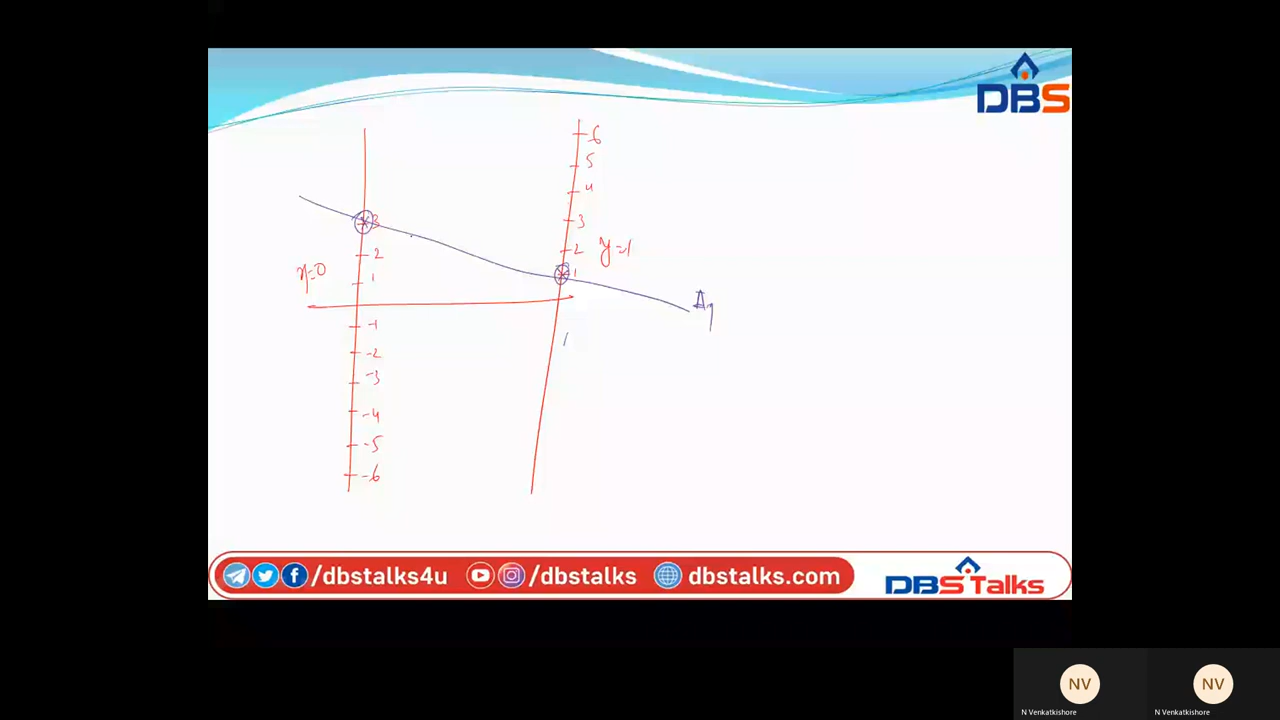 DBS
6
5
4
3
2
1
y=1
3
2
1
-1
-2
-3
-4
-5
-6
/dbstalks4u
/dbstalks
dbstalks.com
DBS Talks
NV
N Venkatkishore
NV
N Venkatkishore